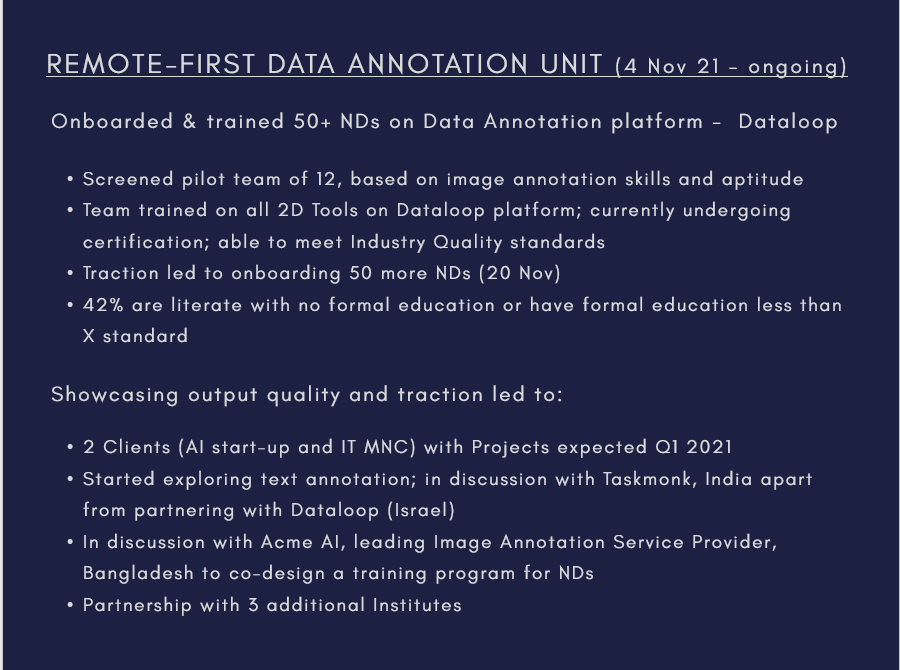 REMOTE-FIRST DATA ANNOTATION UNIT (4 Nov 21 - ongoing)
Onboarded & trained 50+ NDs on Data Annotation platform - Dataloop
• Screened pilot team of 12, based on image annotation skills and aptitude
• Team trained on all 2D Tools on Dataloop platform; currently undergoing
certification; able to meet Industry Quality standards
• Traction led to onboarding 50 more NDs (20 Nov)
• 42% are literate with no formal education or have formal education less than
X standard
Showcasing output quality and traction led to:
• 2 Clients (AI start-up and IT MNC) with Projects expected Q1 2021
• Started exploring text annotation; in discussion with Taskmonk, India apart
from partnering with Dataloop (Israel)
• In discussion with Acme AI, leading Image Annotation Service Provider,
Bangladesh to co-design a training program for NDs
• Partnership with 3 additional Institutes